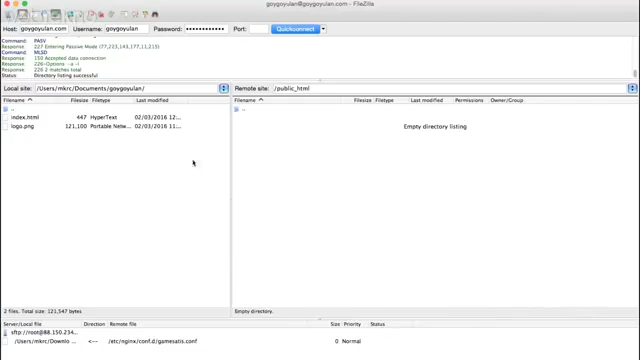 goygoyulan@goygoyulan.com - FileZilla
Host: goygoyulan.com Username: goygoyulan Password: •••••••••••• Port: Quickconnect
Command: PASV
Response: 227 Entering Passive Mode (77,223,143,177,11,215)
Command: MLSD
Response: 150 Accepted data connection
Response: 226-Options: -a -l
Response: 226 2 matches total
Status: Directory listing successful
Local site: /Users/mkrc/Documents/goygoyulan/
Remote site: /public_html
Filename Filesize Filetype Last modified
Filename Filesize Filetype Last modified Permissions Owner/Group
..
..
index.html 447 HyperText 02/03/2016 12:...
logo.png 121,100 Portable Netw... 02/03/2016 11:...
Empty directory listing
2 files. Total size: 121,547 bytes
Empty directory.
Server/Local file Direction Remote file Size Priority Status
sftp://root@88.150.234...
/Users/mkrc/Downlo ... <-- /etc/nginx/conf.d/gamesatis.conf 0 Normal